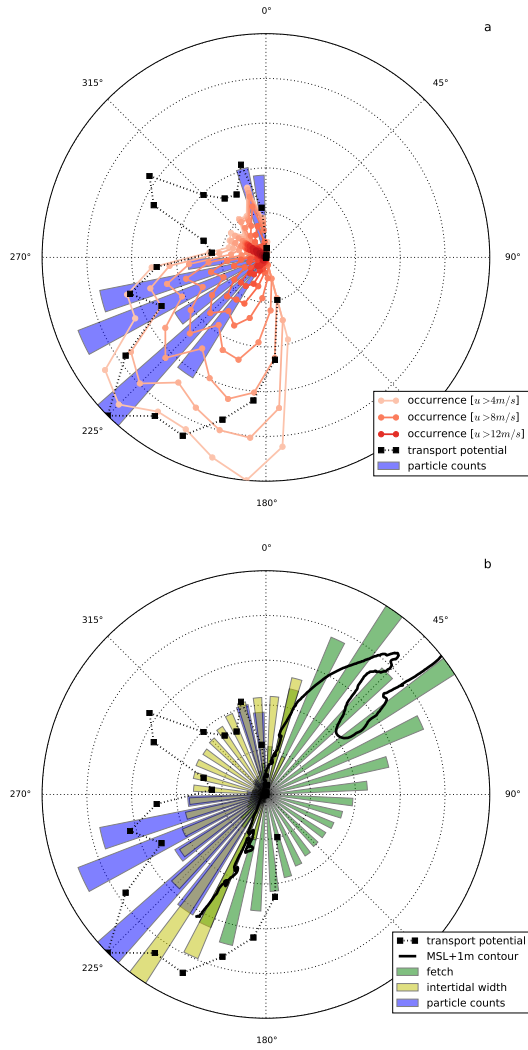 0°
a
315°
45°
270°
90°
225°
180°
occurrence [u > 4m/s]
occurrence [u > 8m/s]
occurrence [u > 12m/s]
transport potential
particle counts
0°
b
315°
45°
270°
90°
225°
180°
transport potential
MSL+1m contour
fetch
intertidal width
particle counts